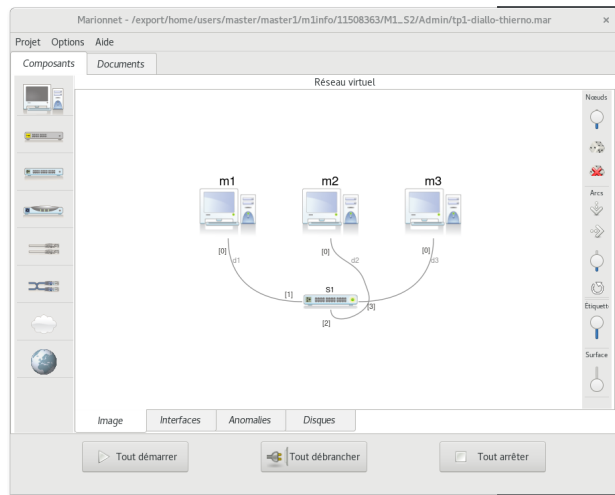 Marionnet - /export/home/users/master/master1/m1info/11508363/M1_S2/Admin/tp1-diallo-thierno.mar ×
Projet Options Aide
Composants Documents
Réseau virtuel
Nœuds
Arcs
Étiquett
Surface
m1 m2 m3
[0] [0] [0]
d1 d2 d3
S1
[1] [3]
[2]
Image Interfaces Anomalies Disques
Tout démarrer Tout débrancher Tout arrêter